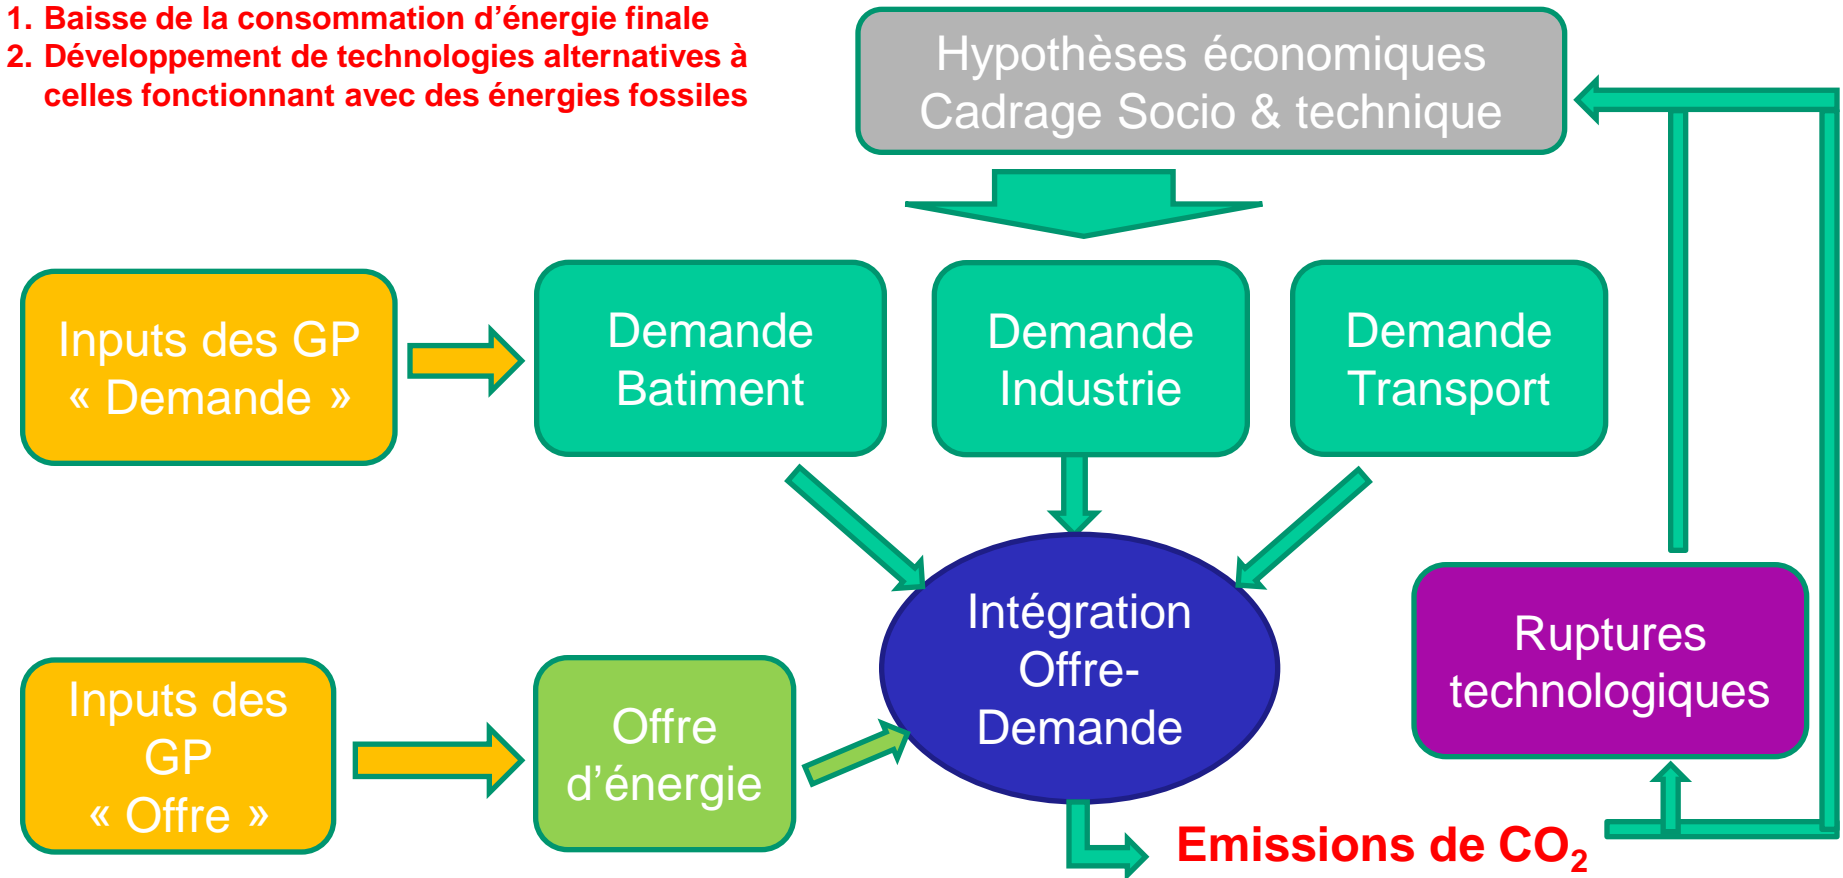 1. Baisse de la consommation d’énergie finale
2. Développement de technologies alternatives à
celles fonctionnant avec des énergies fossiles
Hypothèses économiques
Cadrage Socio & technique
Inputs des GP
« Demande »
Demande
Batiment
Demande
Industrie
Demande
Transport
Inputs des
GP
« Offre »
Offre
d’énergie
Intégration
Offre-
Demande
Ruptures
technologiques
Emissions de CO₂